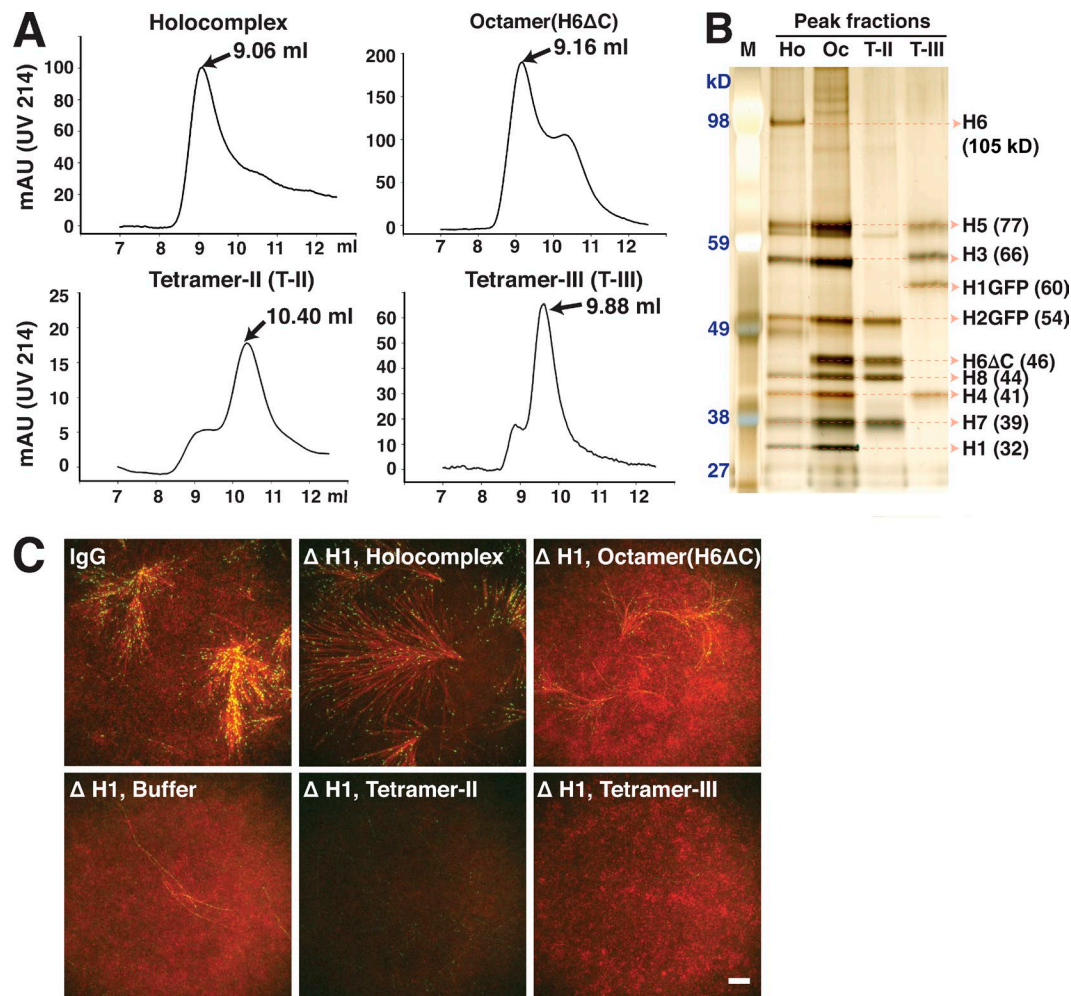 A
Holocomplex
9.06 ml
mAU (UV 214)
100
80
60
40
20
0
7 8 9 10 11 12 ml
Octamer(H6ΔC)
9.16 ml
200
150
100
50
0
7 8 9 10 11 12 ml
Tetramer-II (T-II)
10.40 ml
mAU (UV 214)
25
20
15
10
5
0
7 8 9 10 11 12 ml
Tetramer-III (T-III)
9.88 ml
60
50
40
30
20
10
0
7 8 9 10 11 12 ml
B
Peak fractions
M Ho Oc T-II T-III
kD
98
59
49
38
27
H6
(105 kD)
H5 (77)
H3 (66)
H1GFP (60)
H2GFP (54)
H6ΔC (46)
H8 (44)
H4 (41)
H7 (39)
H1 (32)
C
IgG
Δ H1, Holocomplex
Δ H1, Octamer(H6ΔC)
Δ H1, Buffer
Δ H1, Tetramer-II
Δ H1, Tetramer-III